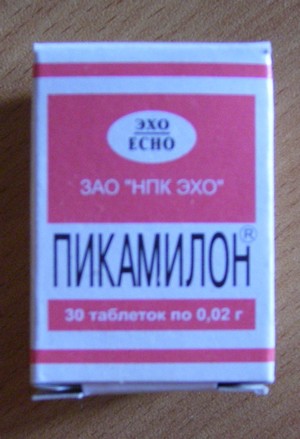 ЭХО
ECHO
ЗАО "НПК ЭХО"
ПИКАМИЛОН®
30 таблеток по 0,02 г